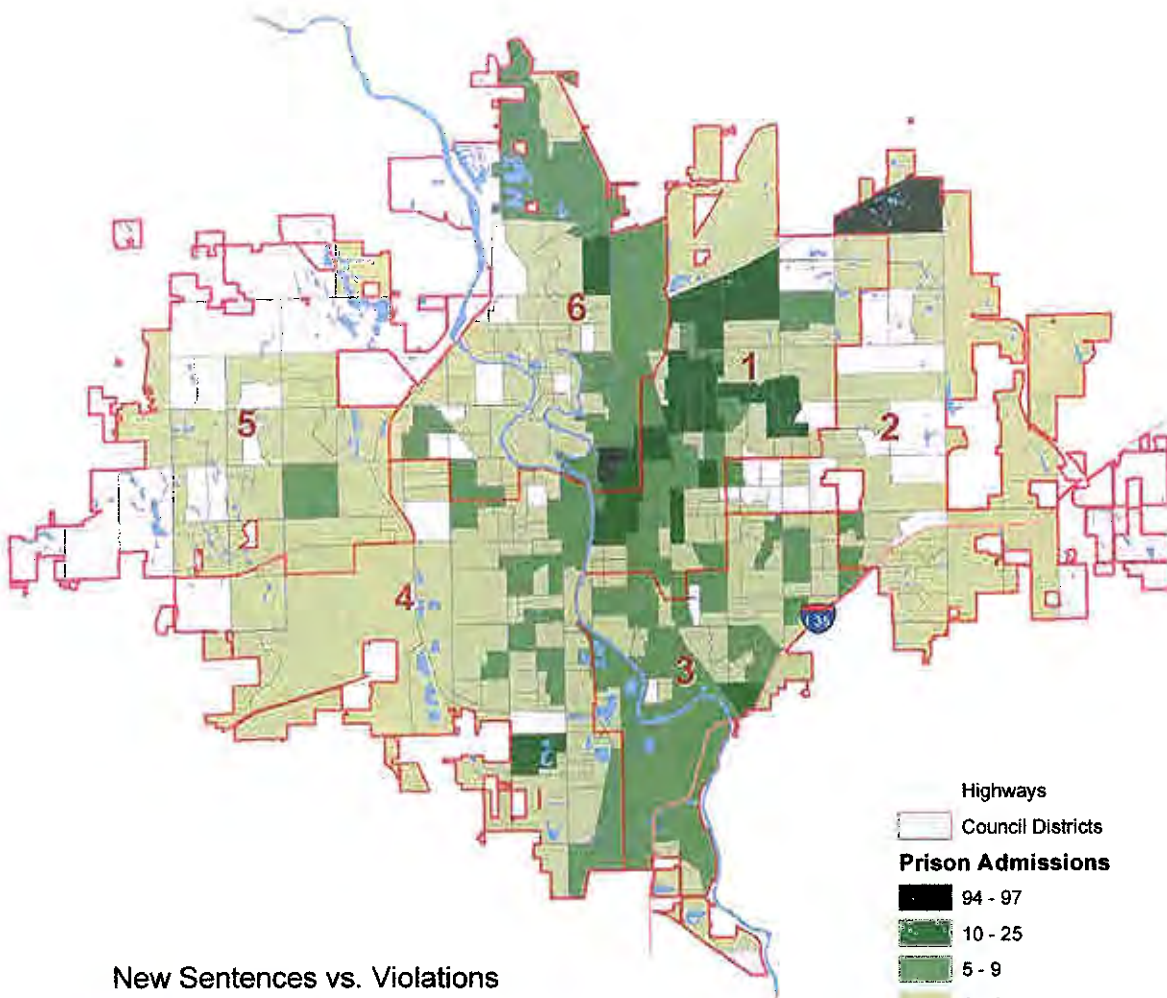 6
1
5
2
4
I-35
3
Highways
Council Districts
Prison Admissions
94 - 97
10 - 25
5 - 9
New Sentences vs. Violations